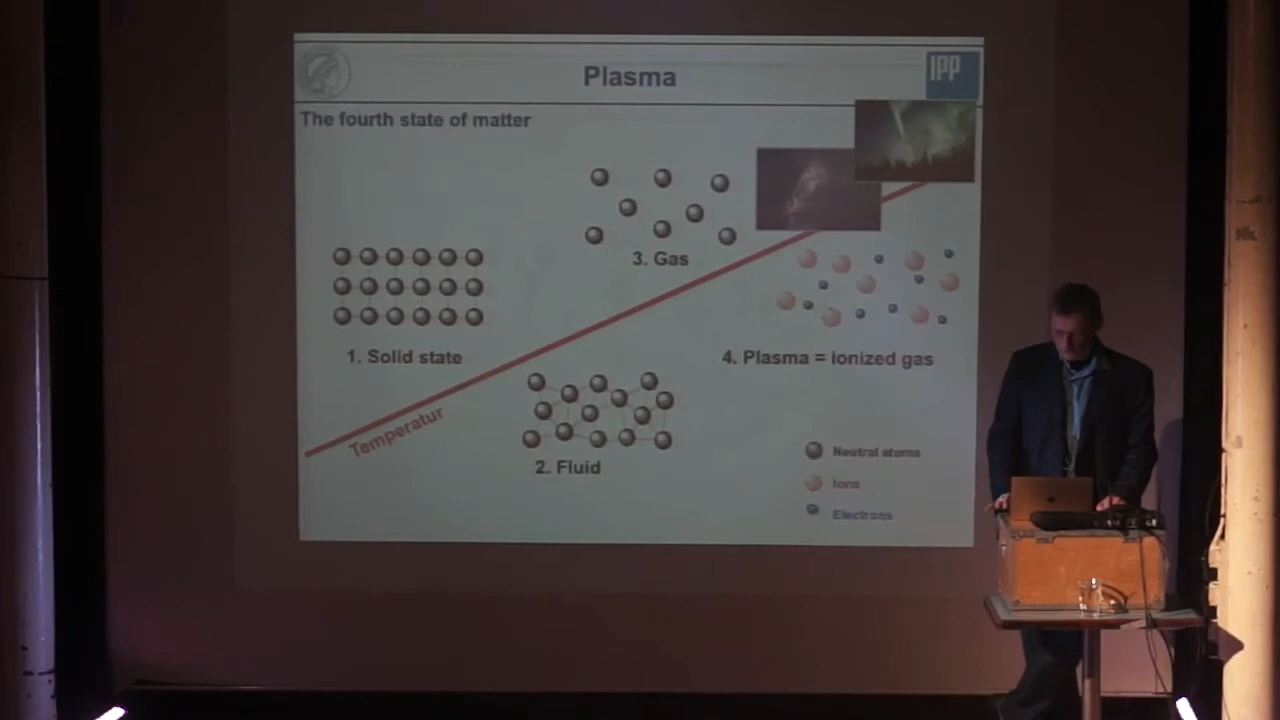 Plasma
IPP
The fourth state of matter
3. Gas
1. Solid state
4. Plasma = ionized gas
Temperatur
2. Fluid
Neutral atoms
Ions
Electrons